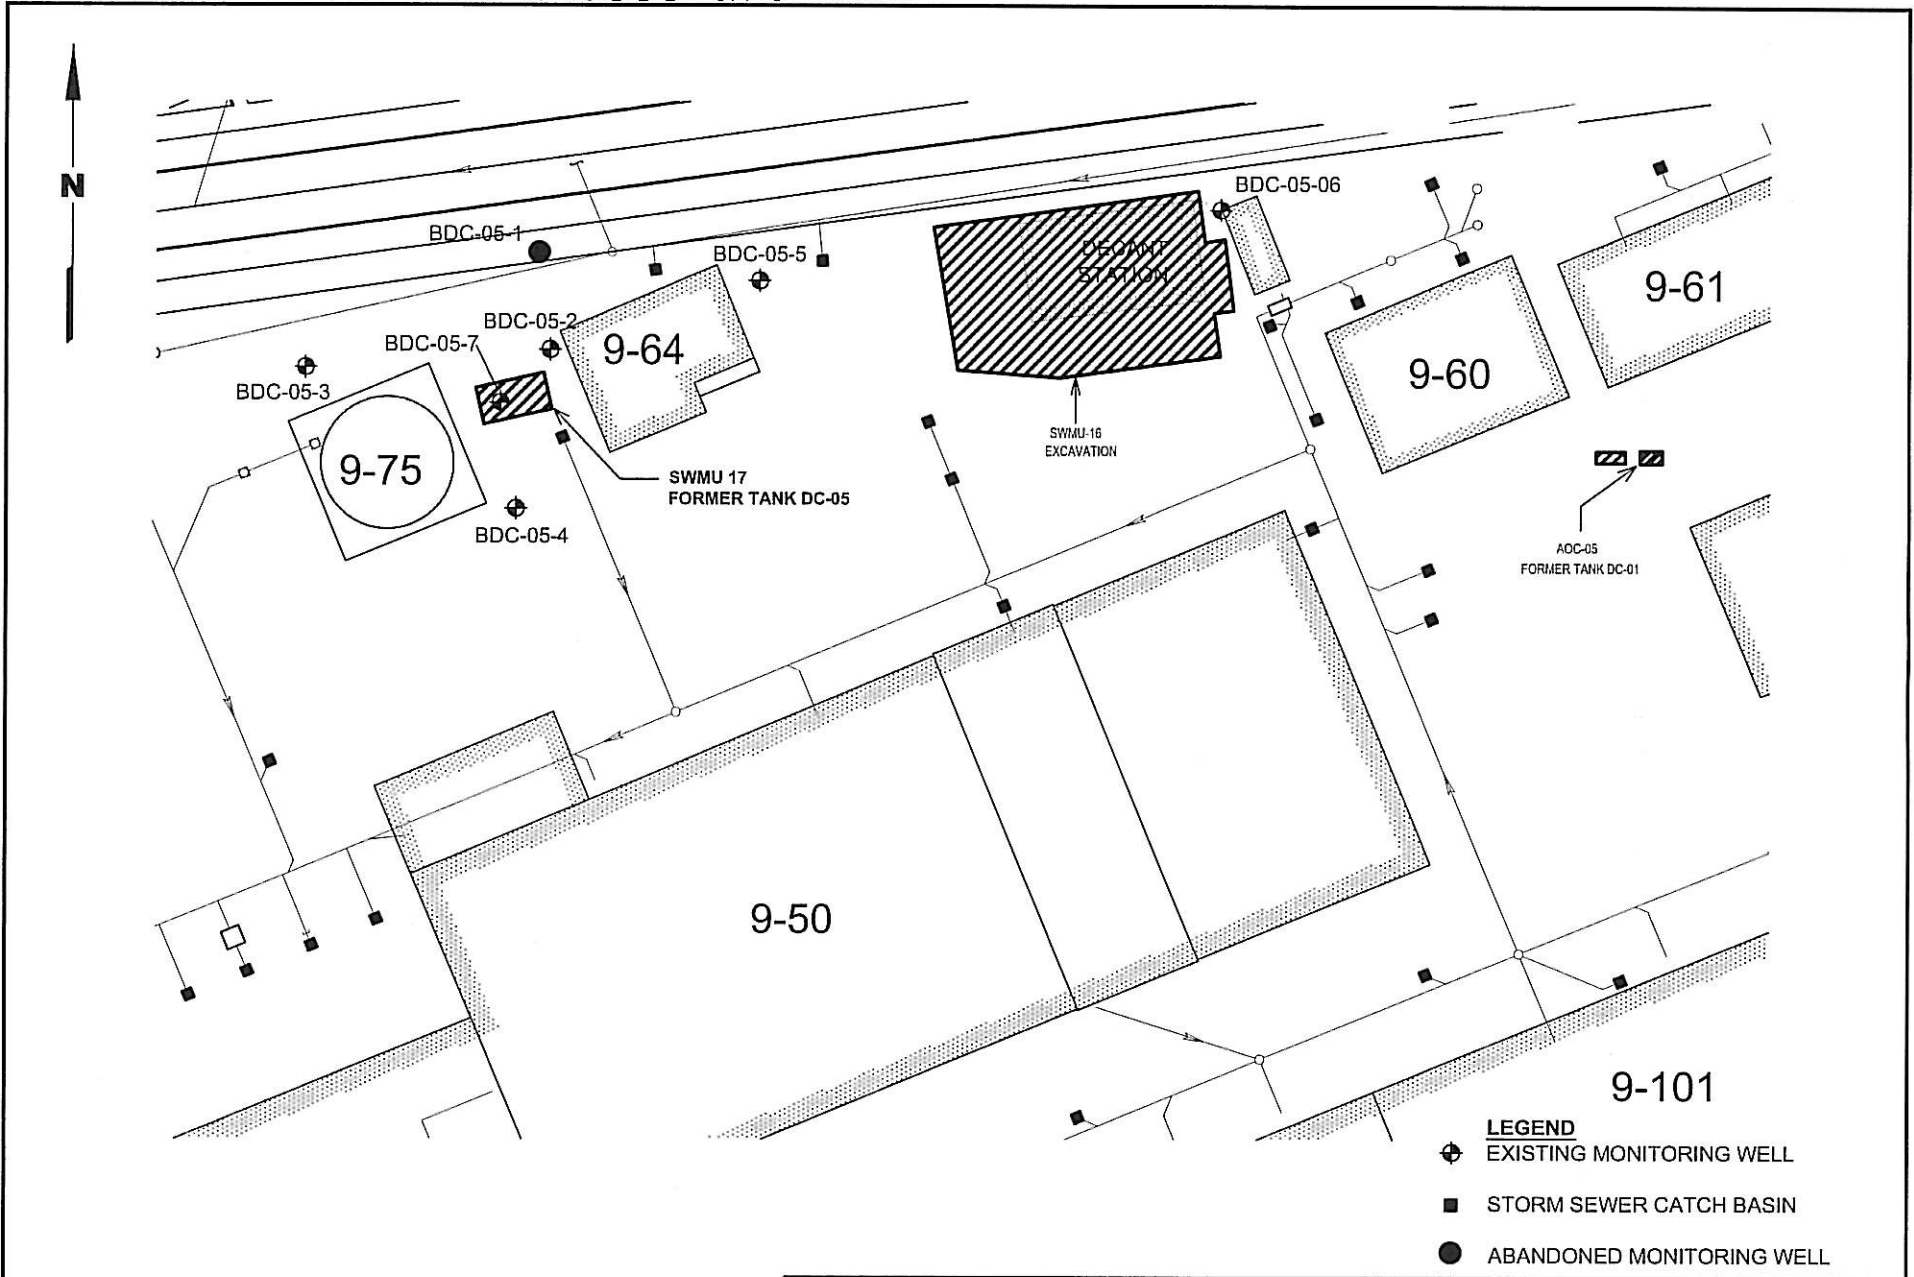 N
BDC-05-06
BDC-05-1
BDC-05-5
DECANT
STATION
9-61
BDC-05-2
BDC-05-7
9-64
9-60
BDC-05-3
SWMU-16
EXCAVATION
9-75
SWMU 17
FORMER TANK DC-05
BDC-05-4
AOC-05
FORMER TANK DC-01
9-50
9-101
LEGEND
EXISTING MONITORING WELL
STORM SEWER CATCH BASIN
ABANDONED MONITORING WELL